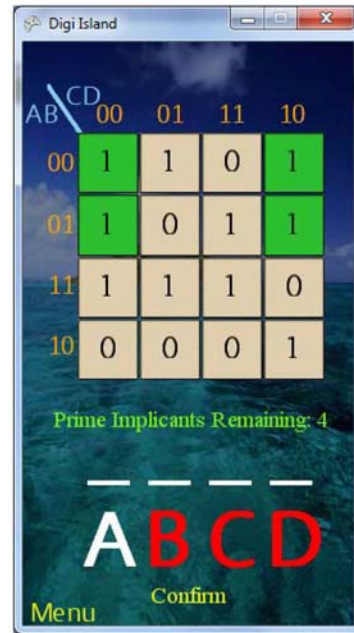 Digi Island
CD
AB 00 01 11 10
00 1 1 0 1
01 1 0 1 1
11 1 1 1 0
10 0 0 0 1
Prime Implicants Remaining: 4
A B C D
Confirm
Menu